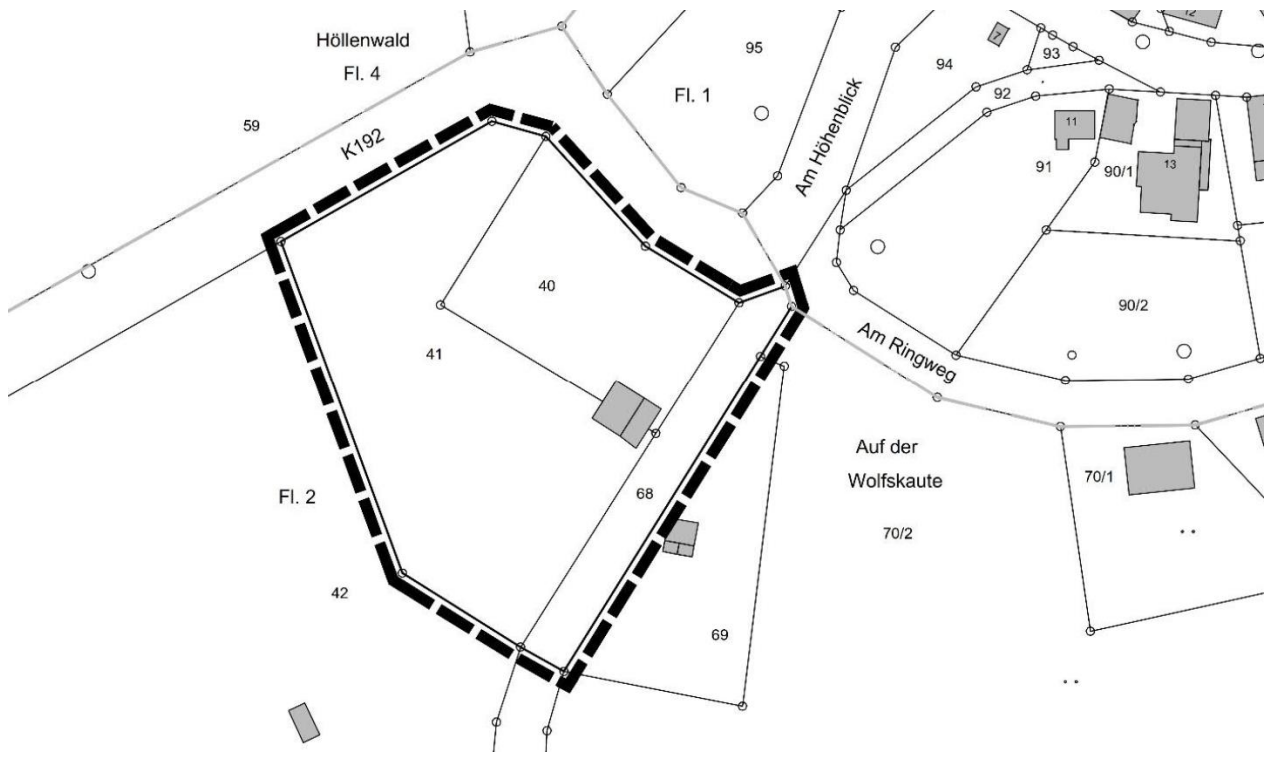 12
Höllenwald
Fl. 4
7
95
93
94
Fl. 1
92
59
K192
Am Höhenblick
11
91
90/1
13
40
90/2
41
Am Ringweg
Auf der
Wolfskaute
70/1
Fl. 2
68
70/2
42
69